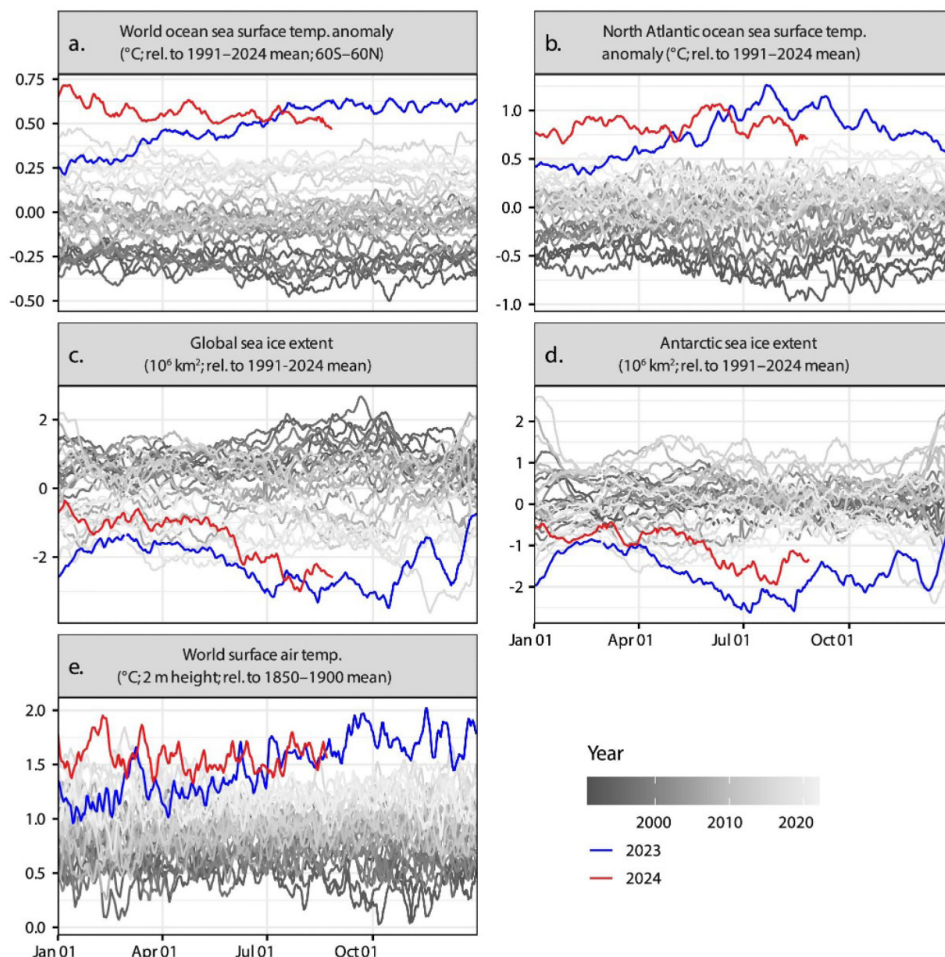 a.
World ocean sea surface temp. anomaly
(°C; rel. to 1991–2024 mean; 60S–60N)
0.75
0.50
0.25
0.00
-0.25
-0.50
b.
North Atlantic ocean sea surface temp.
anomaly (°C; rel. to 1991–2024 mean)
1.0
0.5
0.0
-0.5
-1.0
c.
Global sea ice extent
(10⁶ km²; rel. to 1991-2024 mean)
2
0
-2
d.
Antarctic sea ice extent
(10⁶ km²; rel. to 1991–2024 mean)
2
1
0
-1
-2
Jan 01
Apr 01
Jul 01
Oct 01
e.
World surface air temp.
(°C; 2 m height; rel. to 1850–1900 mean)
2.0
1.5
1.0
0.5
0.0
Jan 01
Apr 01
Jul 01
Oct 01
Year
2000
2010
2020
2023
2024